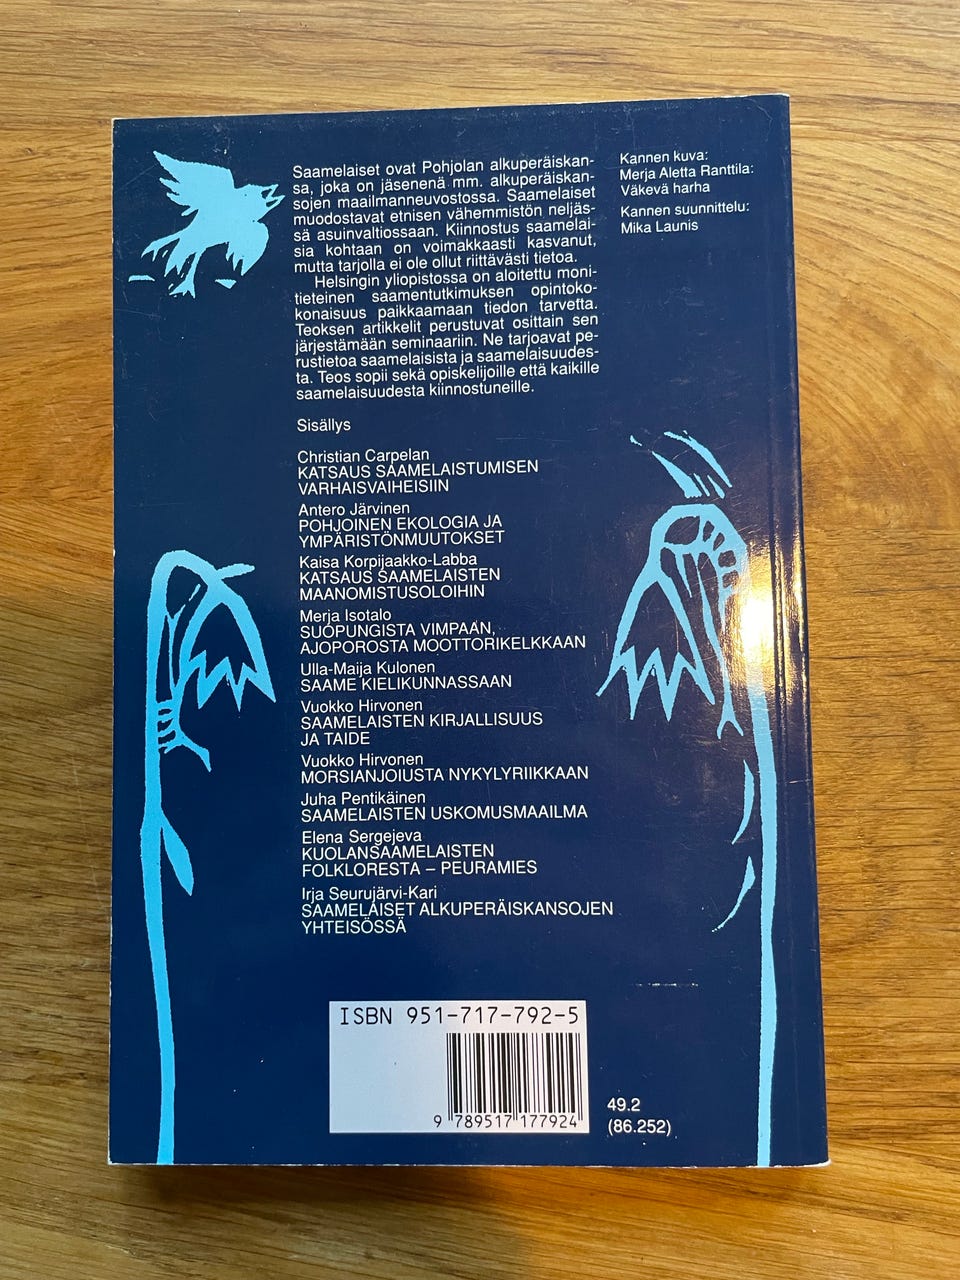 Saamelaiset ovat Pohjolan alkuperäiskan-
sa, joka on jäsenenä mm. alkuperäiskan-
sojen maailmanneuvostossa. Saamelaiset
muodostavat etnisen vähemmistön neljäs-
sä asuinvaltiossaan. Kiinnostus saamelai-
sia kohtaan on voimakkaasti kasvanut,
mutta tarjolla ei ole ollut riittävästi tietoa.
Helsingin yliopistossa on aloitettu moni-
tieteinen saamentutkimuksen opintoko-
konaisuus paikkaamaan tiedon tarvetta.
Teoksen artikkelit perustuvat osittain sen
järjestämään seminaariin. Ne tarjoavat pe-
rustietoa saamelaisista ja saamelaisuudes-
ta. Teos sopii sekä opiskelijoille että kaikille
saamelaisuudesta kiinnostuneille.
Kannen kuva:
Merja Aletta Ranttila:
Väkevä harha
Kannen suunnittelu:
Mika Launis
Sisällys
Christian Carpelan
KATSAUS SAAMELAISTUMISEN
VARHAISVAIHEISIIN
Antero Järvinen
POHJOINEN EKOLOGIA JA
YMPÄRISTÖNMUUTOKSET
Kaisa Korpijaakko-Labba
KATSAUS SAAMELAISTEN
MAANOMISTUSOLOIHIN
Merja Isotalo
SUOPUNGISTA VIMPAAN,
AJOPOROSTA MOOTTORIKELKKAAN
Ulla-Maija Kulonen
SAAME KIELIKUNNASSAAN
Vuokko Hirvonen
SAAMELAISTEN KIRJALLISUUS
JA TAIDE
Vuokko Hirvonen
MORSIANJOIUSTA NYKYLYRIIKKAAN
Juha Pentikäinen
SAAMELAISTEN USKOMUSMAAILMA
Elena Sergejeva
KUOLANSAAMELAISTEN
FOLKLORESTA – PEURAMIES
Irja Seurujärvi-Kari
SAAMELAISET ALKUPERÄISKANSOJEN
YHTEISÖSSÄ
ISBN 951-717-792-5
9 789517 177924
49.2
(86.252)